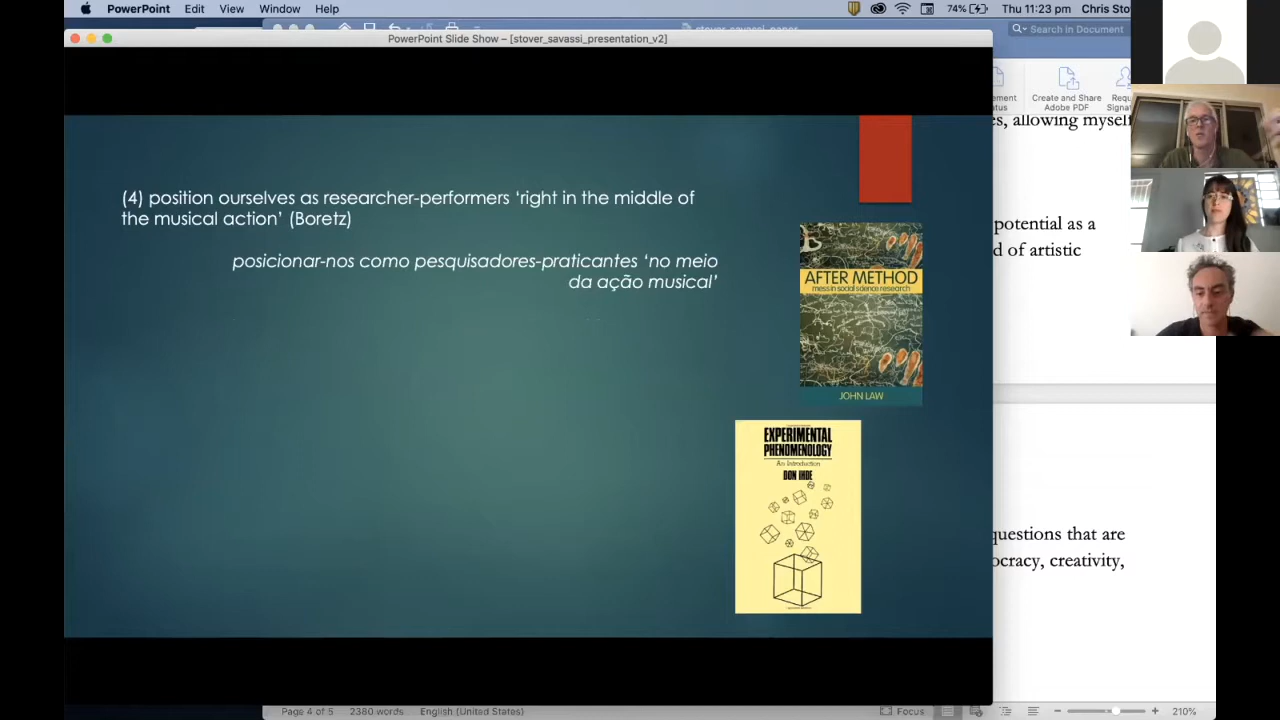 PowerPoint Edit View Window Help
74% Thu 11:23 pm Chris Sto
PowerPoint Slide Show – [stover_savassi_presentation_v2]
Search in Document
Create and Share
Adobe PDF
Requ
Signat
(4) position ourselves as researcher-performers ‘right in the middle of
the musical action’ (Boretz)
posicionar-nos como pesquisadores-praticantes ‘no meio
da ação musical’
AFTER METHOD
mess in social science research
JOHN LAW
EXPERIMENTAL
PHENOMENOLOGY
An Introduction
DON IHDE
es, allowing myself
potential as a
d of artistic
questions that are
ocracy, creativity,
Page 4 of 5 2380 words English (United States)
Focus
210%